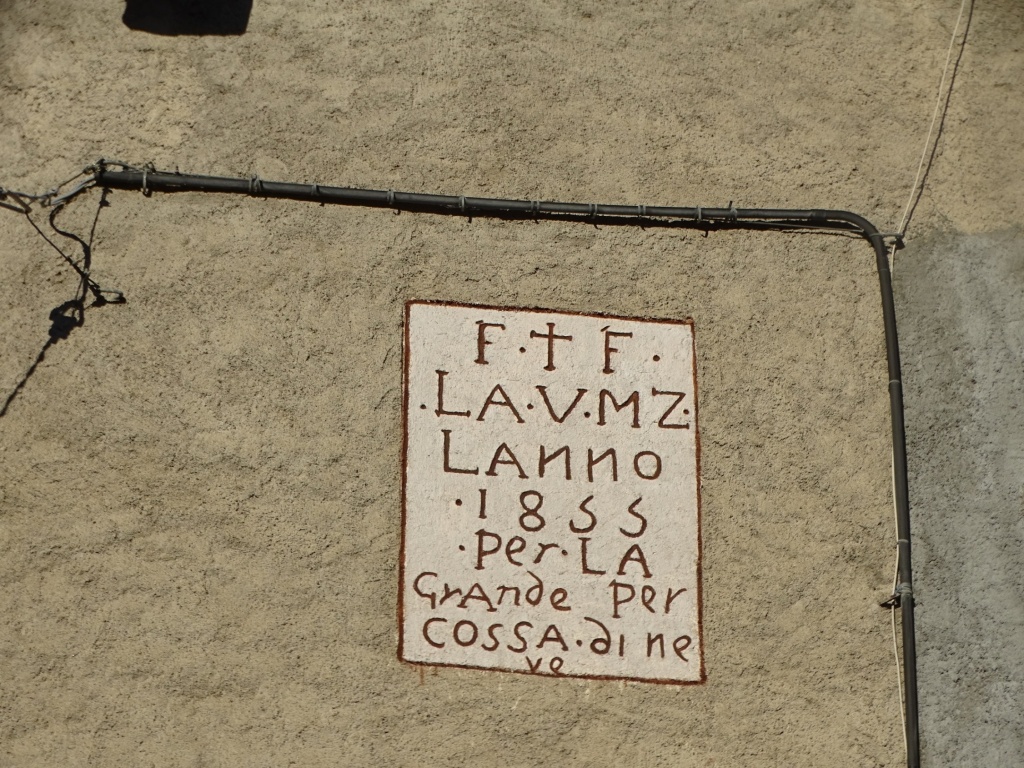 F·† F·
·LA·V·MZ·
LAnno
·1855
·Per·LA
GrAnde Per
COSSA·di ne
ve